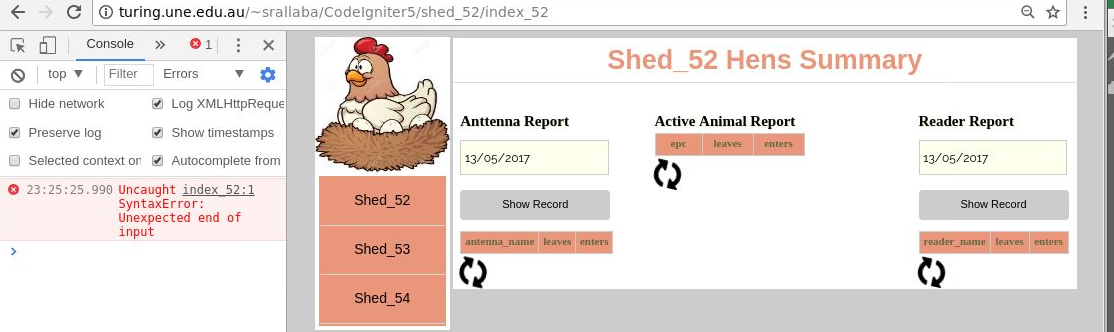 turing.une.edu.au/~srallaba/CodeIgniter5/shed_52/index_52
Console
1
top
Filter
Errors
Hide network
Log XMLHttpReque
Preserve log
Show timestamps
Selected context on
Autocomplete from
23:25:25.990 Uncaught index_52:1
SyntaxError:
Unexpected end of
input
Shed_52
Shed_53
Shed_54
Shed_52 Hens Summary
Anttenna Report
13/05/2017
Show Record
antenna_name leaves enters
Active Animal Report
epc leaves enters
Reader Report
13/05/2017
Show Record
reader_name leaves enters